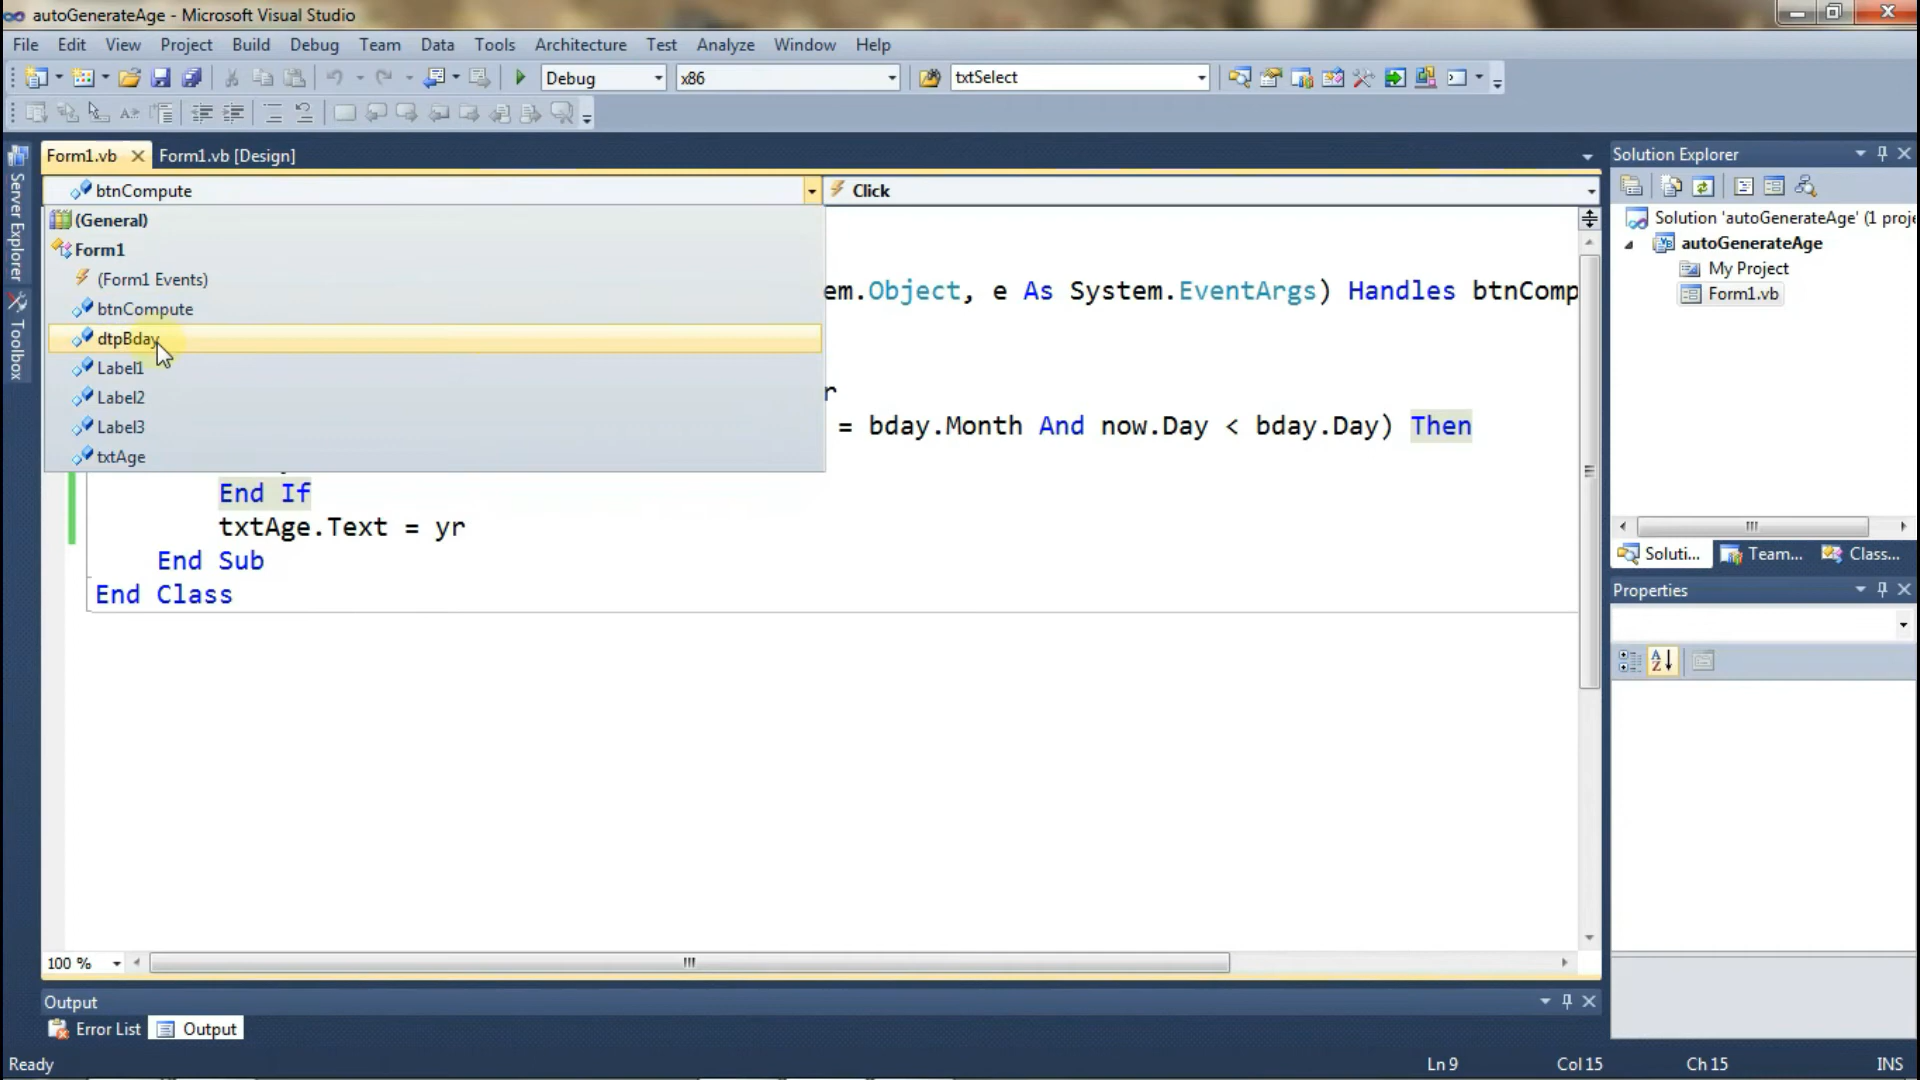 autoGenerateAge - Microsoft Visual Studio
File Edit View Project Build Debug Team Data Tools Architecture Test Analyze Window Help
Debug x86 txtSelect
Server Explorer
Toolbox
Form1.vb Form1.vb [Design]
btnCompute Click
(General)
Form1
(Form1 Events)
btnCompute
dtpBday
Label1
Label2
Label3
txtAge
em.Object, e As System.EventArgs) Handles btnComp
r
= bday.Month And now.Day < bday.Day) Then
End If
txtAge.Text = yr
End Sub
End Class
100 %
Output
Error List Output
Solution Explorer
Solution 'autoGenerateAge' (1 proje
autoGenerateAge
My Project
Form1.vb
Soluti... Team... Class...
Properties
Ready Ln 9 Col 15 Ch 15 INS